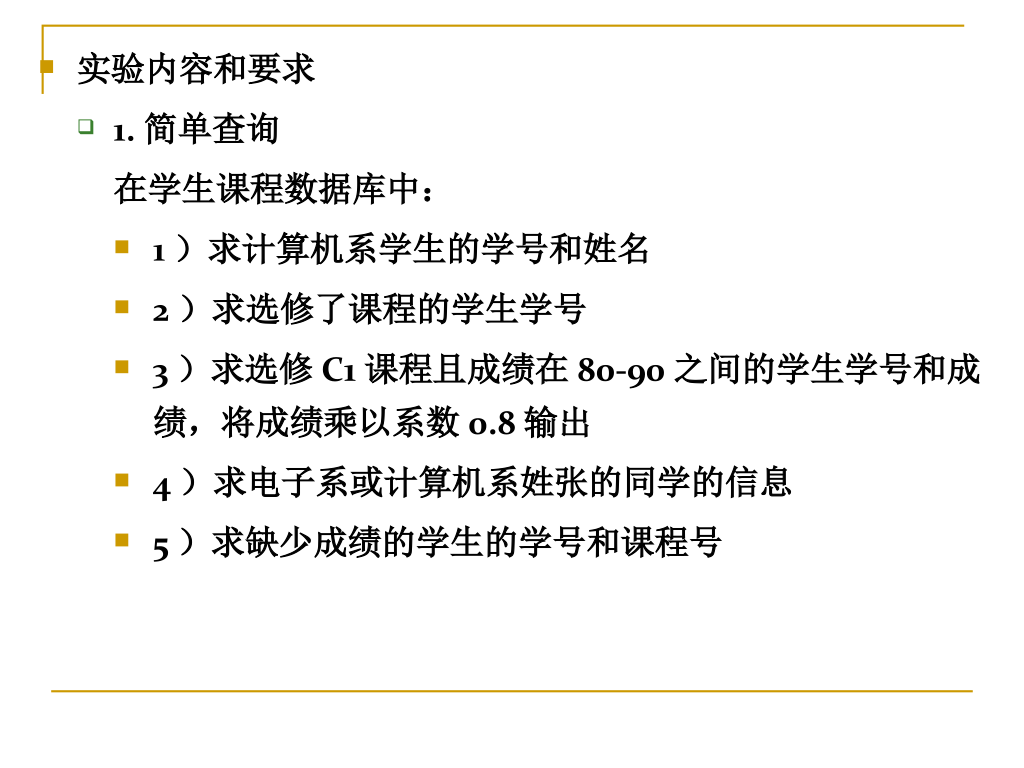 实验内容和要求
1. 简单查询
在学生课程数据库中：
1 ）求计算机系学生的学号和姓名
2 ）求选修了课程的学生学号
3 ）求选修 C1 课程且成绩在 80-90 之间的学生学号和成
绩，将成绩乘以系数 0.8 输出
4 ）求电子系或计算机系姓张的同学的信息
5 ）求缺少成绩的学生的学号和课程号